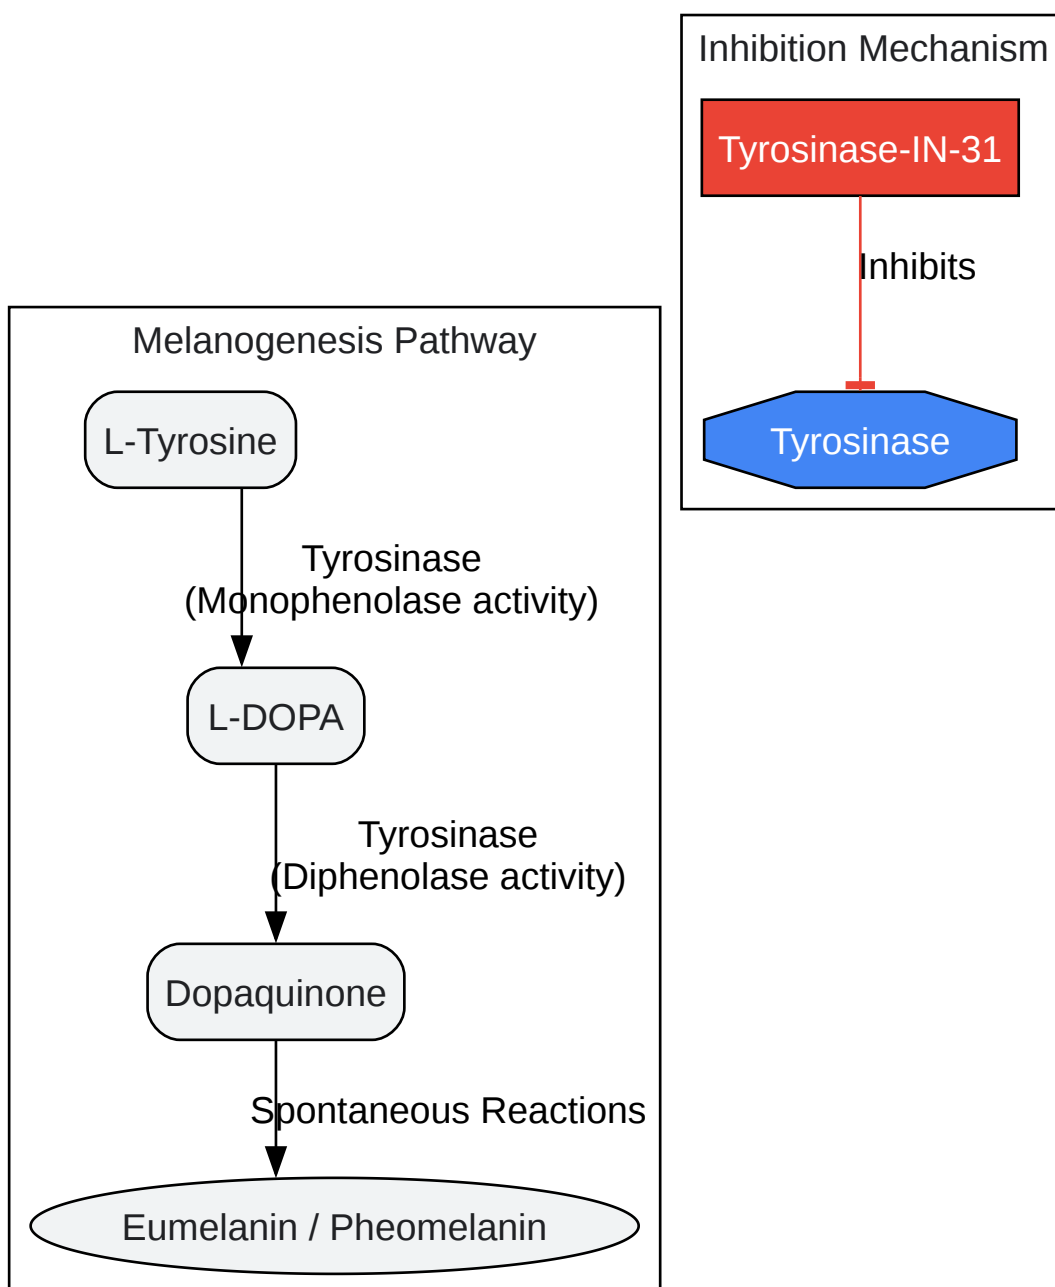 Inhibition Mechanism
Tyrosinase-IN-31
Inhibits
Tyrosinase
Melanogenesis Pathway
L-Tyrosine
Tyrosinase
(Monophenolase activity)
L-DOPA
Tyrosinase
(Diphenolase activity)
Dopaquinone
Spontaneous Reactions
Eumelanin / Pheomelanin